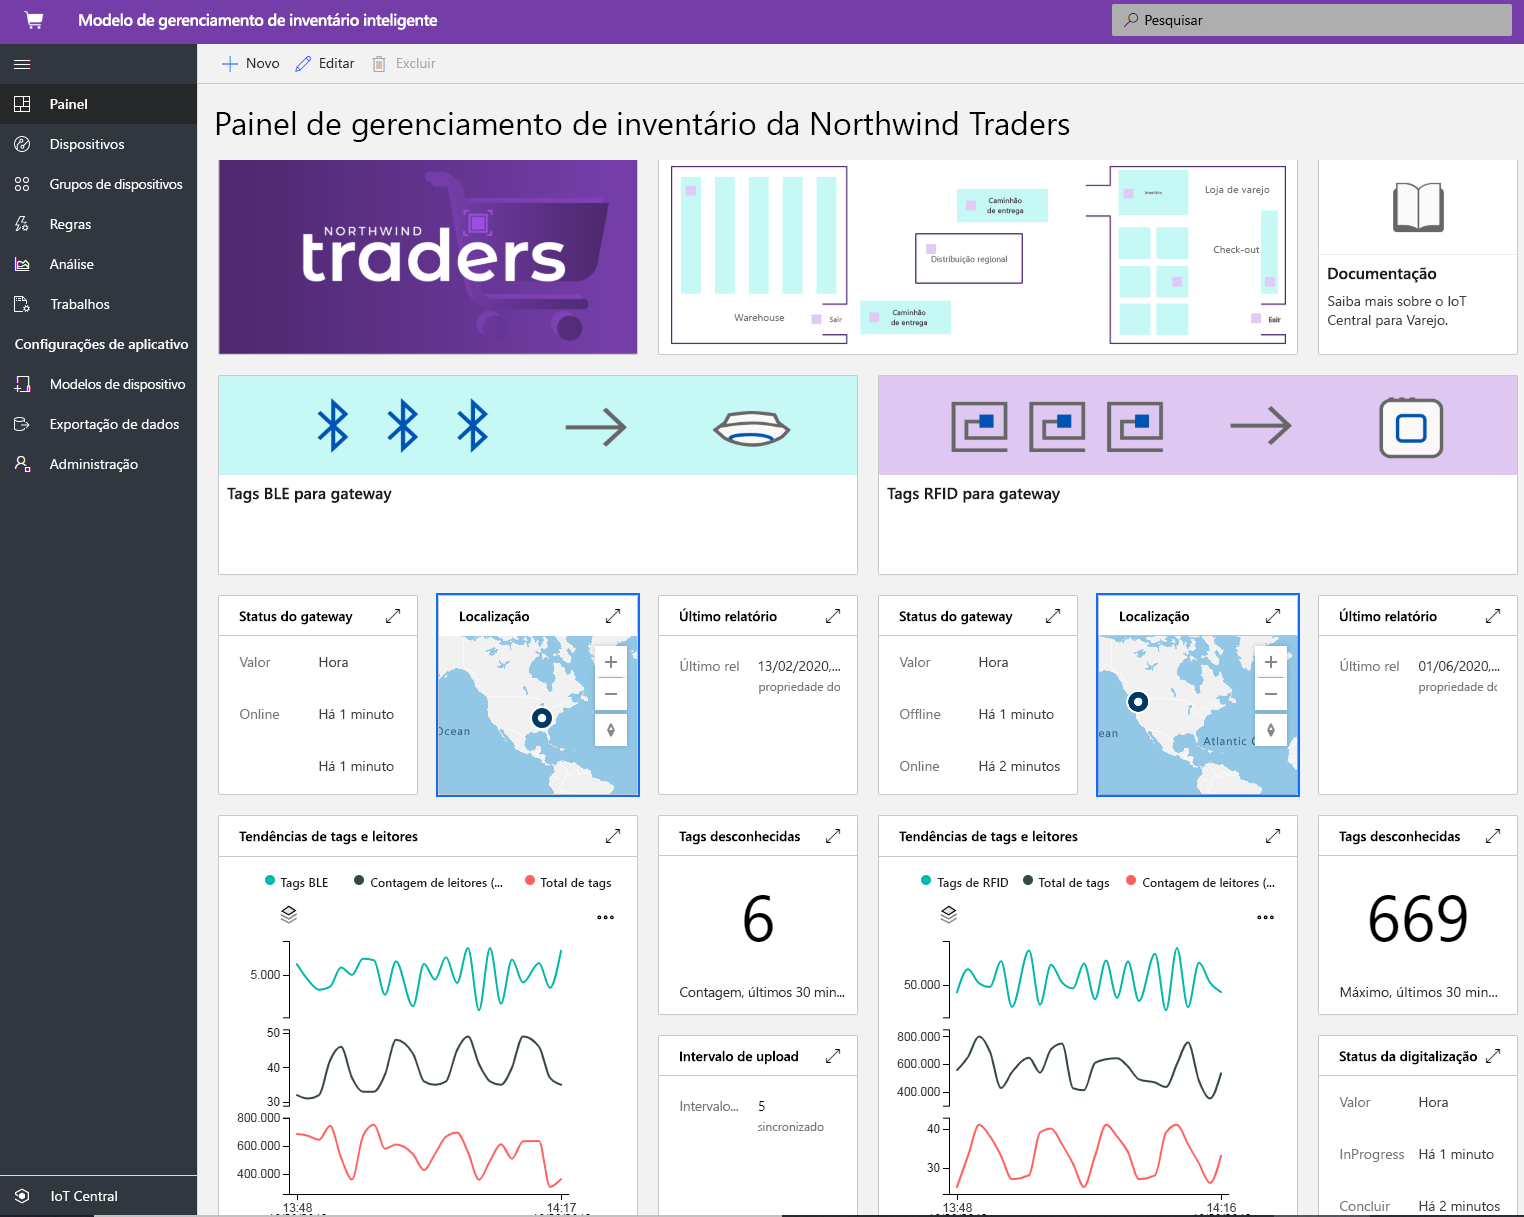 Modelo de gerenciamento de inventário inteligente
Pesquisar
Novo
Editar
Excluir
Painel
Dispositivos
Grupos de dispositivos
Regras
Análise
Trabalhos
Configurações de aplicativo
Modelos de dispositivo
Exportação de dados
Administração
IoT Central
Painel de gerenciamento de inventário da Northwind Traders
NORTHWIND
traders
Warehouse
Sair
Caminhão
de entrega
Distribuição regional
Caminhão
de entrega
Loja de varejo
Check-out
Documentação
Saiba mais sobre o IoT
Central para Varejo.
Tags BLE para gateway
Tags RFID para gateway
Status do gateway
Valor Hora
Online Há 1 minuto
Há 1 minuto
Localização
Ocean
Último relatório
Último rel 13/02/2020,...
propriedade do
Status do gateway
Valor Hora
Offline Há 1 minuto
Online Há 2 minutos
Localização
ean
Atlantic
Último relatório
Último rel 01/06/2020,...
propriedade do
Tendências de tags e leitores
Tags BLE Contagem de leitores (... Total de tags
5.000
50
40
30
800.000
600.000
400.000
13:48 14:17
Tags desconhecidas
6
Contagem, últimos 30 min...
Intervalo de upload
Intervalo... 5
sincronizado
Tendências de tags e leitores
Tags de RFID Total de tags Contagem de leitores (...
50.000
800.000
600.000
400.000
40
30
13:48 14:16
Tags desconhecidas
669
Máximo, últimos 30 min...
Status da digitalização
Valor Hora
InProgress Há 1 minuto
Concluir Há 2 minutos